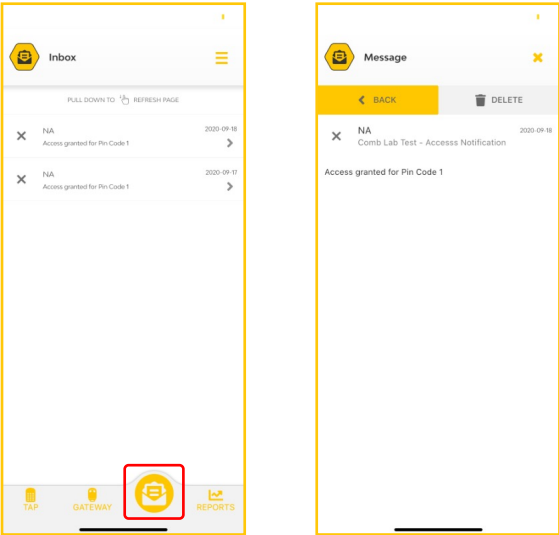 Inbox
PULL DOWN TO REFRESH PAGE
NA
2020-09-18
Access granted for Pin Code 1
NA
2020-09-17
Access granted for Pin Code 1
TAP
GATEWAY
REPORTS
Message
BACK
DELETE
NA
2020-09-18
Comb Lab Test - Accesss Notification
Access granted for Pin Code 1